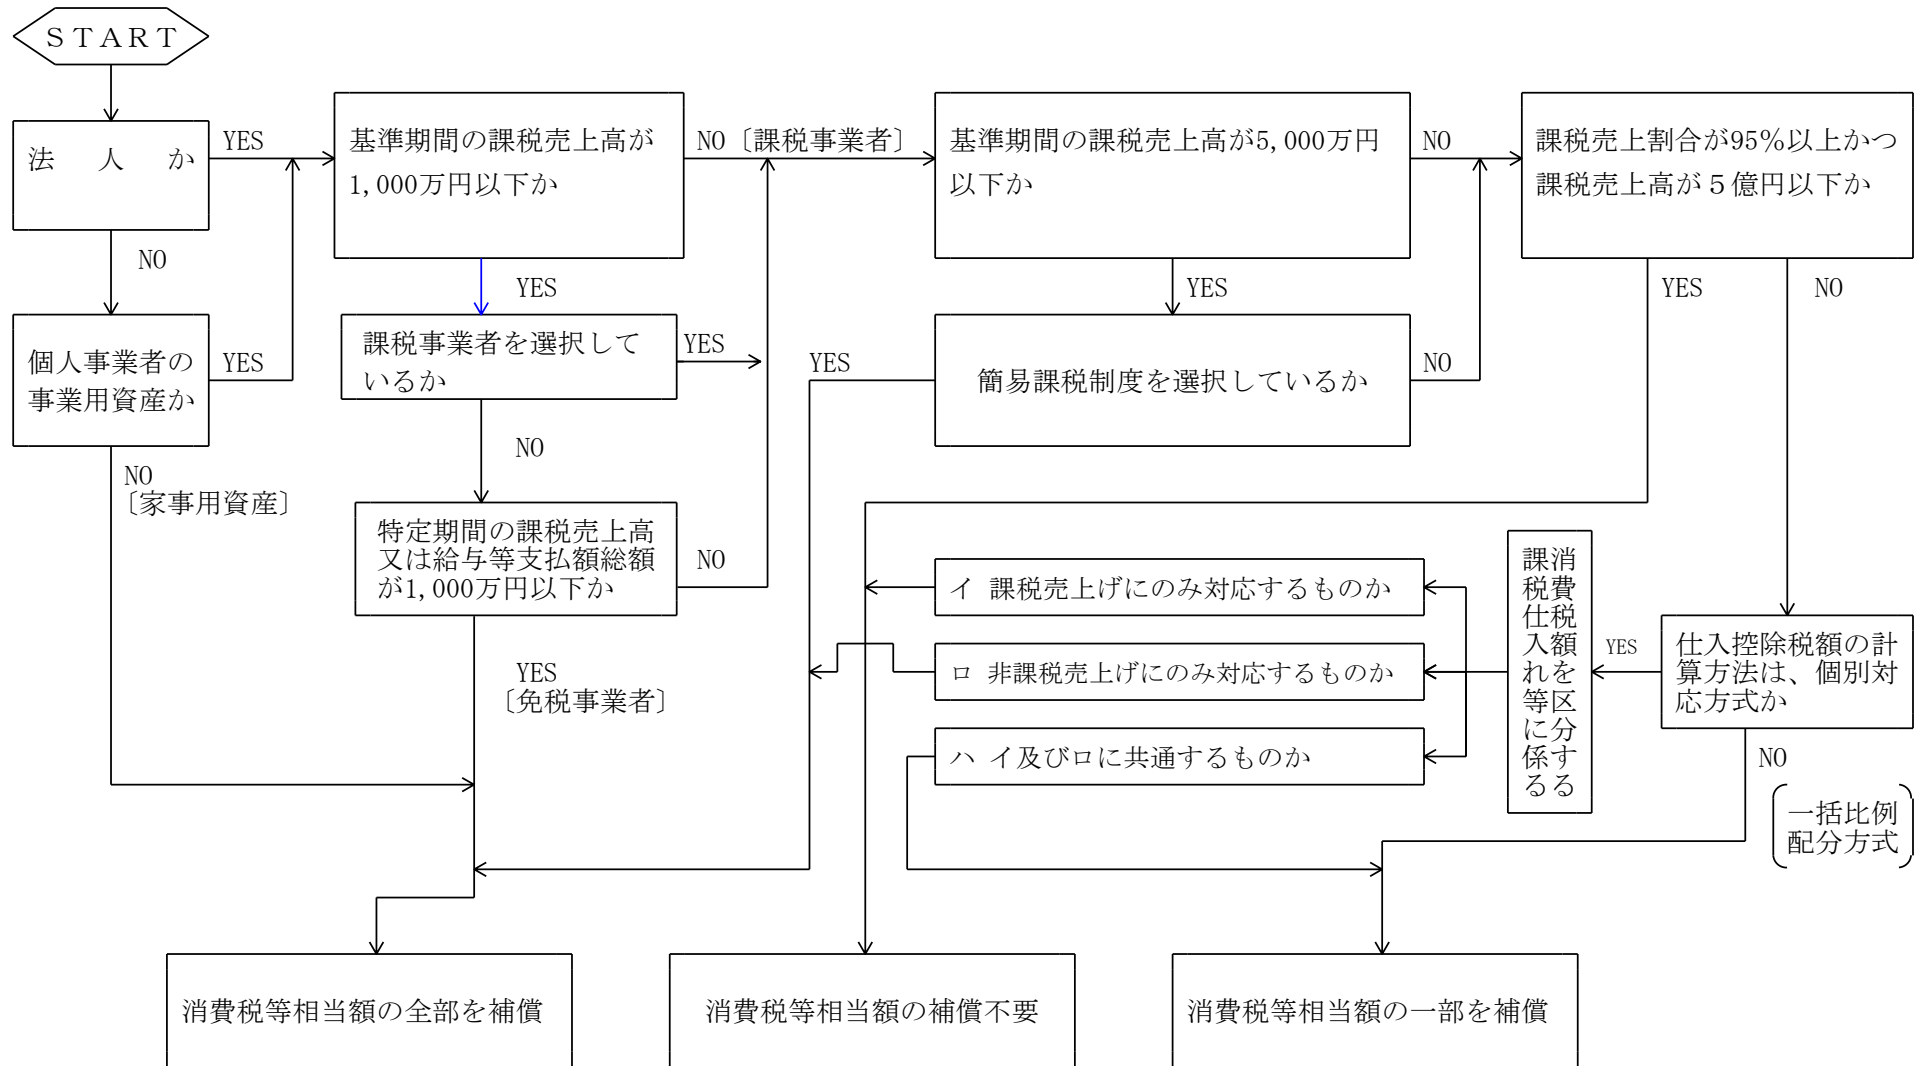 ＳＴＡＲＴ
法　人　か
YES
NO
個人事業者の
事業用資産か
YES
NO
〔家事用資産〕
基準期間の課税売上高が
1,000万円以下か
NO〔課税事業者〕
YES
課税事業者を選択して
いるか
YES
NO
特定期間の課税売上高
又は給与等支払額総額
が1,000万円以下か
NO
YES
〔免税事業者〕
基準期間の課税売上高が5,000万円
以下か
NO
YES
簡易課税制度を選択しているか
YES
NO
課税売上割合が95％以上かつ
課税売上高が５億円以下か
YES
NO
仕入控除税額の計
算方法は、個別対
応方式か
YES
NO
一括比例
配分方式
消費税額を区分する
課税仕入れ等に係る
イ 課税売上げにのみ対応するものか
ロ 非課税売上げにのみ対応するものか
ハ イ及びロに共通するものか
消費税等相当額の全部を補償
消費税等相当額の補償不要
消費税等相当額の一部を補償